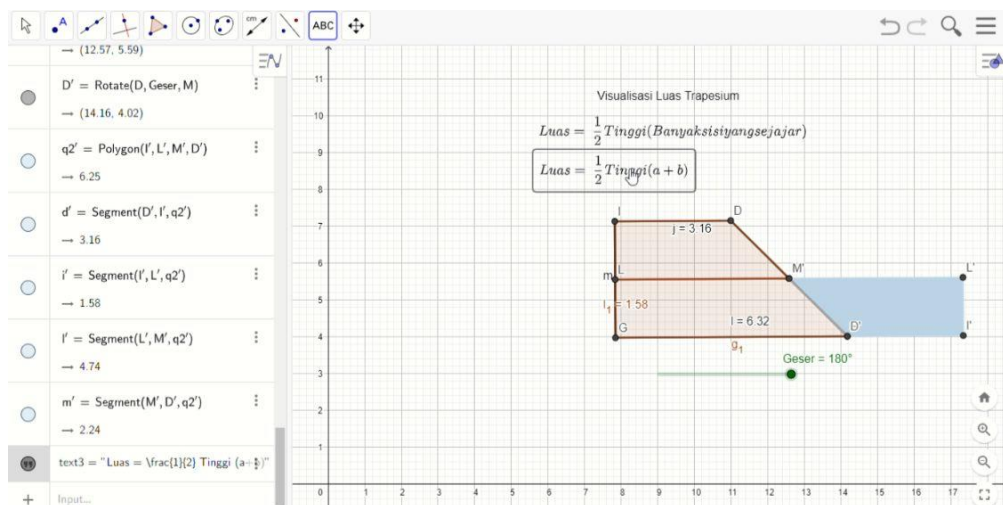 cm
ABC
→ (12.57, 5.59)
D′ = Rotate(D, Geser, M)
→ (14.16, 4.02)
q2′ = Polygon(I′, L′, M′, D′)
→ 6.25
d′ = Segment(D′, I′, q2′)
→ 3.16
i′ = Segment(I′, L′, q2′)
→ 1.58
l′ = Segment(L′, M′, q2′)
→ 4.74
m′ = Segment(M′, D′, q2′)
→ 2.24
text3 = "Luas = \frac{1}{2} Tinggi (a+b)"
+ Input...
Visualisasi Luas Trapesium
Luas = 1/2 Tinggi(Banyaksisiyangsejajar)
Luas = 1/2 Tinggi(a + b)
I
D
j = 3.16
m
L
M'
L'
l₁ = 1.58
l = 6.32
G
g₁
D'
I'
Geser = 180°
11
10
9
8
7
6
5
4
3
2
1
0 1 2 3 4 5 6 7 8 9 10 11 12 13 14 15 16 17